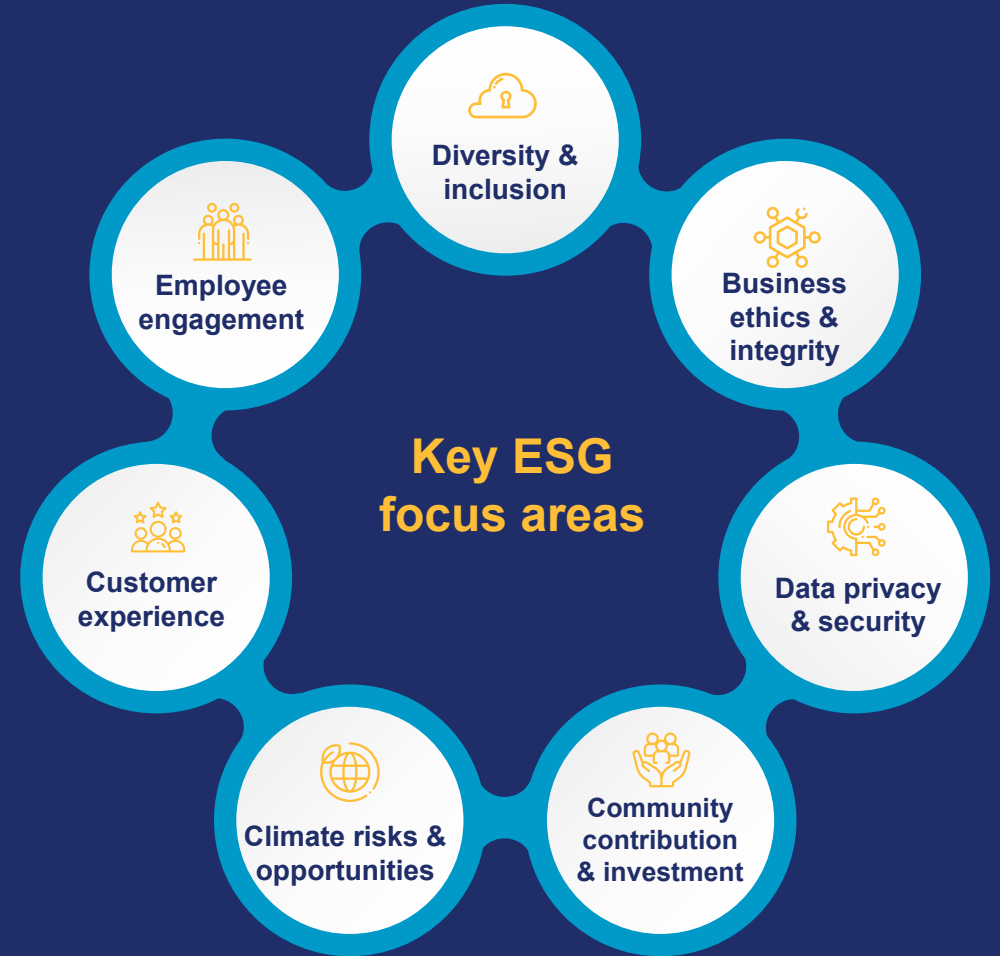 Diversity &
inclusion
Employee
engagement
Business
ethics &
integrity
Key ESG
focus areas
Customer
experience
Data privacy
& security
Climate risks &
opportunities
Community
contribution
& investment